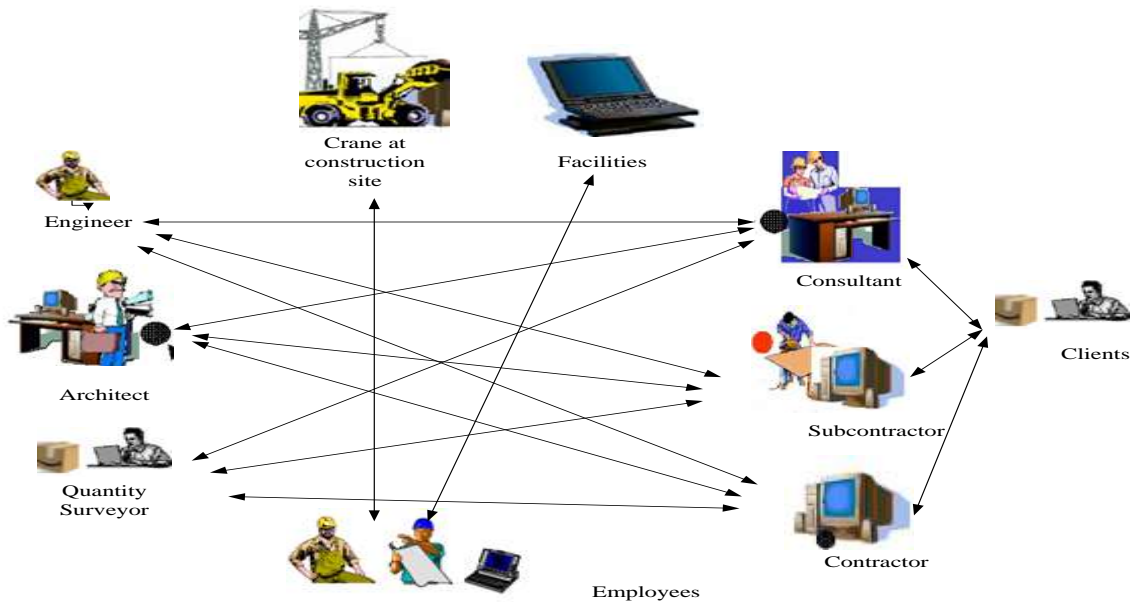 Crane at
construction
site
Facilities
Engineer
Consultant
Clients
Architect
Subcontractor
Quantity
Surveyor
Contractor
Employees